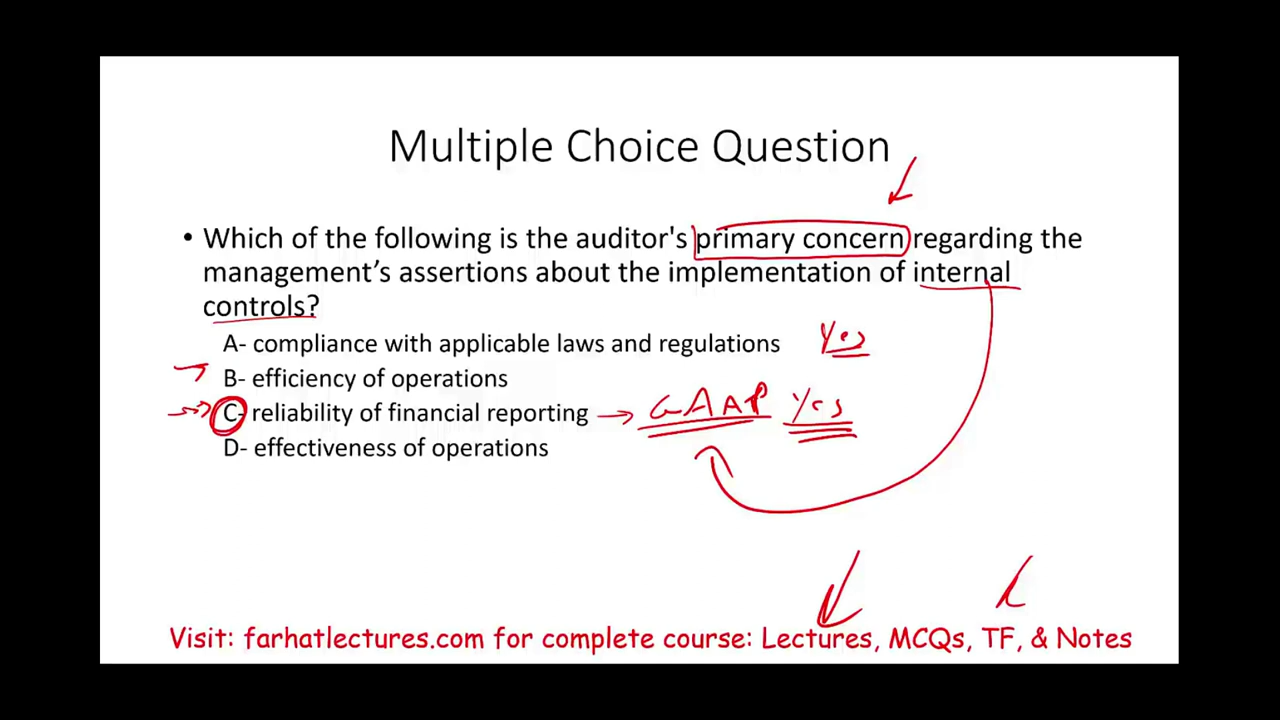 Multiple Choice Question
• Which of the following is the auditor's primary concern regarding the
management’s assertions about the implementation of internal
controls?
A- compliance with applicable laws and regulations Yes
B- efficiency of operations
C- reliability of financial reporting → GAAP Yes
D- effectiveness of operations
Visit: farhatlectures.com for complete course: Lectures, MCQs, TF, & Notes